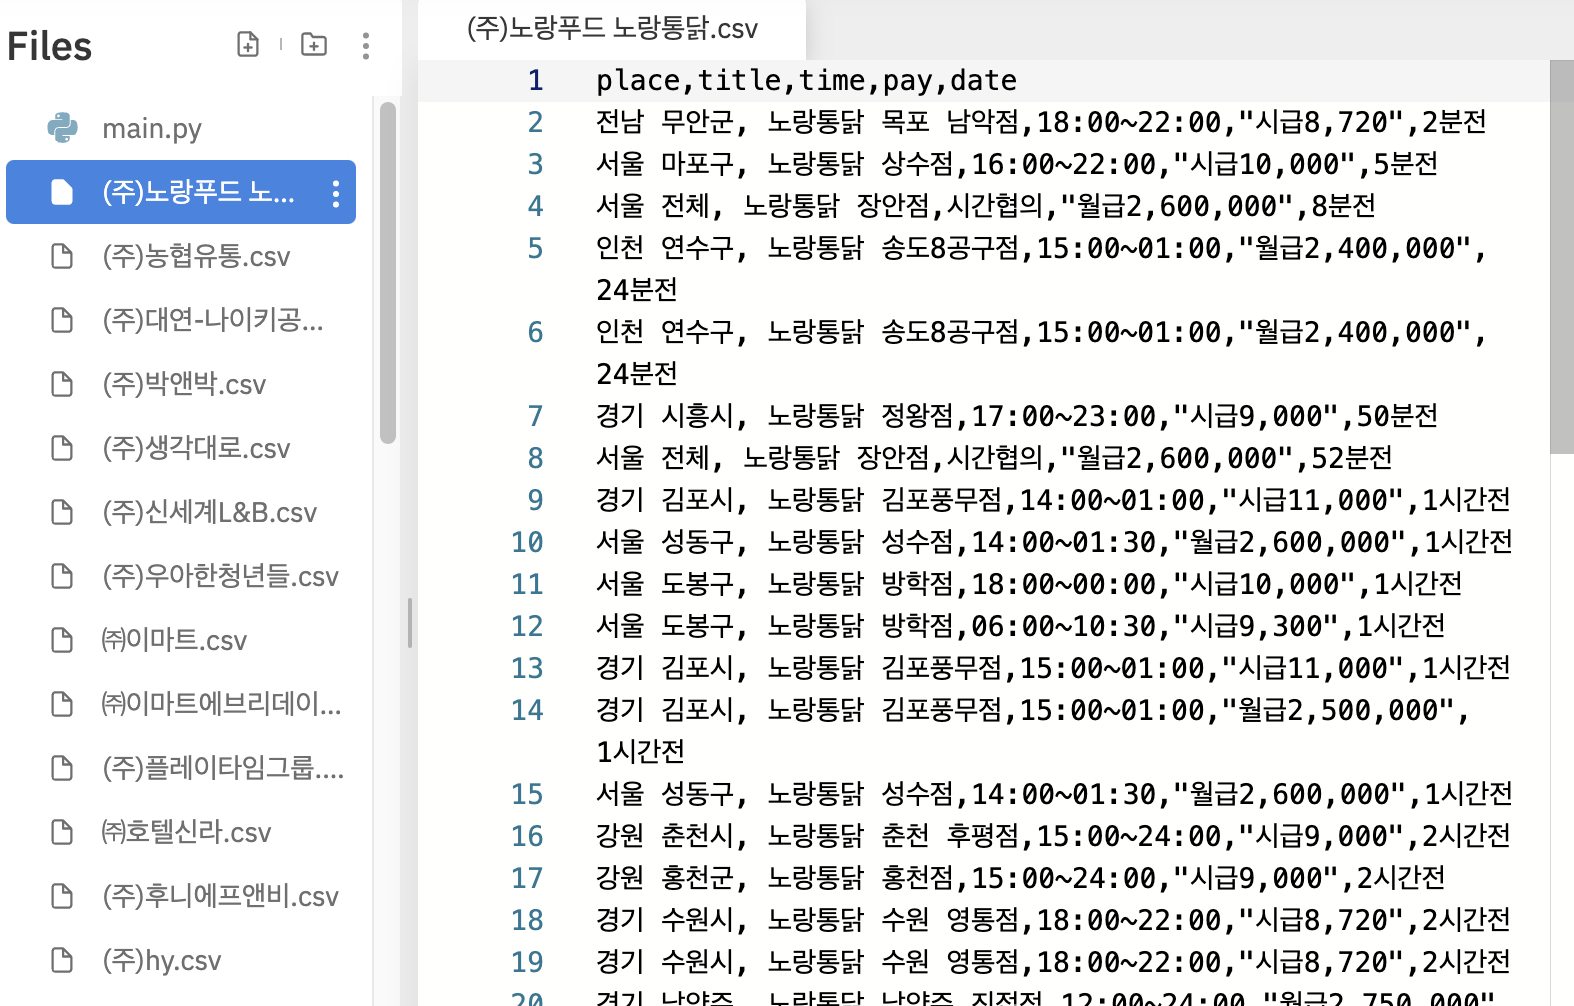 Files
main.py
(주)노랑푸드 노...
(주)농협유통.csv
(주)대연-나이키공...
(주)박앤박.csv
(주)생각대로.csv
(주)신세계L&B.csv
(주)우아한청년들.csv
㈜이마트.csv
㈜이마트에브리데이...
(주)플레이타임그룹....
㈜호텔신라.csv
(주)후니에프앤비.csv
(주)hy.csv
(주)노랑푸드 노랑통닭.csv
1 place,title,time,pay,date
2 전남 무안군, 노랑통닭 목포 남악점,18:00~22:00,"시급8,720",2분전
3 서울 마포구, 노랑통닭 상수점,16:00~22:00,"시급10,000",5분전
4 서울 전체, 노랑통닭 장안점,시간협의,"월급2,600,000",8분전
5 인천 연수구, 노랑통닭 송도8공구점,15:00~01:00,"월급2,400,000",
24분전
6 인천 연수구, 노랑통닭 송도8공구점,15:00~01:00,"월급2,400,000",
24분전
7 경기 시흥시, 노랑통닭 정왕점,17:00~23:00,"시급9,000",50분전
8 서울 전체, 노랑통닭 장안점,시간협의,"월급2,600,000",52분전
9 경기 김포시, 노랑통닭 김포풍무점,14:00~01:00,"시급11,000",1시간전
10 서울 성동구, 노랑통닭 성수점,14:00~01:30,"월급2,600,000",1시간전
11 서울 도봉구, 노랑통닭 방학점,18:00~00:00,"시급10,000",1시간전
12 서울 도봉구, 노랑통닭 방학점,06:00~10:30,"시급9,300",1시간전
13 경기 김포시, 노랑통닭 김포풍무점,15:00~01:00,"시급11,000",1시간전
14 경기 김포시, 노랑통닭 김포풍무점,15:00~01:00,"월급2,500,000",
1시간전
15 서울 성동구, 노랑통닭 성수점,14:00~01:30,"월급2,600,000",1시간전
16 강원 춘천시, 노랑통닭 춘천 후평점,15:00~24:00,"시급9,000",2시간전
17 강원 홍천군, 노랑통닭 홍천점,15:00~24:00,"시급9,000",2시간전
18 경기 수원시, 노랑통닭 수원 영통점,18:00~22:00,"시급8,720",2시간전
19 경기 수원시, 노랑통닭 수원 영통점,18:00~22:00,"시급8,720",2시간전
20 경기 남양주, 노랑통닭 남양주 진접점,12:00~24:00,"월급2,750,000"